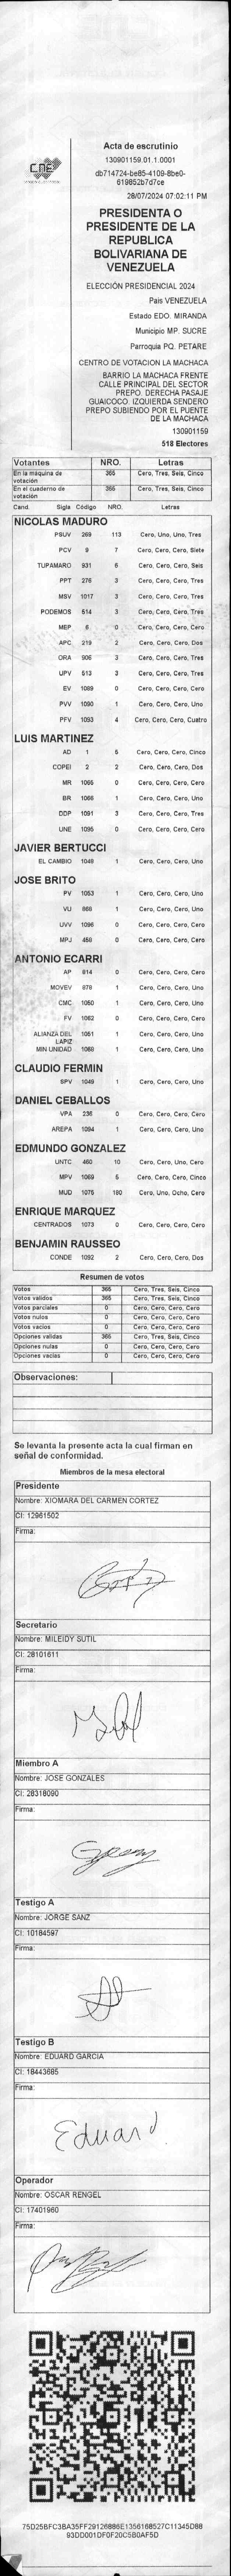 CNE
Acta de escrutinio
130901159.01.1.0001
db714724-be85-4109-8be0-
619852b7d7ce
28/07/2024 07:02:11 PM
PRESIDENTA O
PRESIDENTE DE LA
REPUBLICA
BOLIVARIANA DE
VENEZUELA
ELECCIÓN PRESIDENCIAL 2024
Pais VENEZUELA
Estado EDO. MIRANDA
Municipio MP. SUCRE
Parroquia PQ. PETARE
CENTRO DE VOTACION LA MACHACA
BARRIO LA MACHACA FRENTE
CALLE PRINCIPAL DEL SECTOR
PREPO. DERECHA PASAJE
GUAICOCO. IZQUIERDA SENDERO
PREPO SUBIENDO POR EL PUENTE
DE LA MACHACA
130901159
518 Electores
Votantes NRO. Letras
En la máquina de votación 365 Cero, Tres, Seis, Cinco
En el cuaderno de votación 365 Cero, Tres, Seis, Cinco
Cand. Sigla Código NRO. Letras
NICOLAS MADURO
PSUV 269 113 Cero, Uno, Uno, Tres
PCV 9 7 Cero, Cero, Cero, Siete
TUPAMARO 931 6 Cero, Cero, Cero, Seis
PPT 276 3 Cero, Cero, Cero, Tres
MSV 1017 3 Cero, Cero, Cero, Tres
PODEMOS 614 3 Cero, Cero, Cero, Tres
MEP 6 0 Cero, Cero, Cero, Cero
APC 219 2 Cero, Cero, Cero, Dos
ORA 906 3 Cero, Cero, Cero, Tres
UPV 513 3 Cero, Cero, Cero, Tres
EV 1089 0 Cero, Cero, Cero, Cero
PVV 1090 1 Cero, Cero, Cero, Uno
PFV 1093 4 Cero, Cero, Cero, Cuatro
LUIS MARTINEZ
AD 1 5 Cero, Cero, Cero, Cinco
COPEI 2 2 Cero, Cero, Cero, Dos
MR 1065 0 Cero, Cero, Cero, Cero
BR 1066 1 Cero, Cero, Cero, Uno
DDP 1091 3 Cero, Cero, Cero, Tres
UNE 1095 0 Cero, Cero, Cero, Cero
JAVIER BERTUCCI
EL CAMBIO 1048 1 Cero, Cero, Cero, Uno
JOSE BRITO
PV 1053 1 Cero, Cero, Cero, Uno
VU 868 1 Cero, Cero, Cero, Uno
UVV 1096 0 Cero, Cero, Cero, Cero
MPJ 450 0 Cero, Cero, Cero, Cero
ANTONIO ECARRI
AP 814 0 Cero, Cero, Cero, Cero
MOVEV 878 1 Cero, Cero, Cero, Uno
CMC 1050 1 Cero, Cero, Cero, Uno
FV 1062 0 Cero, Cero, Cero, Cero
ALIANZA DEL LAPIZ 1051 1 Cero, Cero, Cero, Uno
MIN UNIDAD 1080 1 Cero, Cero, Cero, Uno
CLAUDIO FERMIN
SPV 1049 1 Cero, Cero, Cero, Uno
DANIEL CEBALLOS
VPA 236 0 Cero, Cero, Cero, Cero
AREPA 1094 1 Cero, Cero, Cero, Uno
EDMUNDO GONZALEZ
UNTC 460 10 Cero, Cero, Uno, Cero
MPV 1069 5 Cero, Cero, Cero, Cinco
MUD 1075 180 Cero, Uno, Ocho, Cero
ENRIQUE MARQUEZ
CENTRADOS 1073 0 Cero, Cero, Cero, Cero
BENJAMIN RAUSSEO
CONDE 1092 2 Cero, Cero, Cero, Dos
Resumen de votos
Votos 365 Cero, Tres, Seis, Cinco
Votos validos 365 Cero, Tres, Seis, Cinco
Votos parciales 0 Cero, Cero, Cero, Cero
Votos nulos 0 Cero, Cero, Cero, Cero
Votos vacios 0 Cero, Cero, Cero, Cero
Opciones validas 365 Cero, Tres, Seis, Cinco
Opciones nulas 0 Cero, Cero, Cero, Cero
Opciones vacias 0 Cero, Cero, Cero, Cero
Observaciones:
Se levanta la presente acta la cual firman en
señal de conformidad.
Miembros de la mesa electoral
Presidente
Nombre: XIOMARA DEL CARMEN CORTEZ
CI: 12961502
Firma:
Secretario
Nombre: MILEIDY SUTIL
CI: 28101611
Firma:
Miembro A
Nombre: JOSE GONZALES
CI: 28318090
Firma:
Testigo A
Nombre: JORGE SANZ
CI: 10184597
Firma:
Testigo B
Nombre: EDUARD GARCIA
CI: 18443685
Firma:
Eduard
Operador
Nombre: OSCAR RENGEL
CI: 17401960
Firma:
75D25BFC3BA35FF29126886E1356168527C11345D88
93DD001DF0F20C5B0AF5D